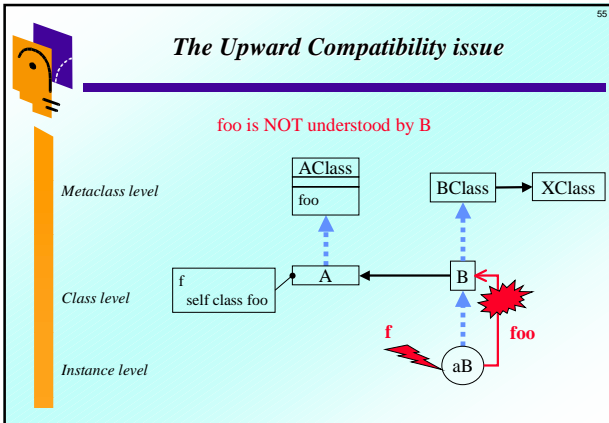 55
The Upward Compatibility issue
foo is NOT understood by B
Metaclass level
AClass
foo
BClass
XClass
Class level
f
self class foo
A
B
f
foo
Instance level
aB